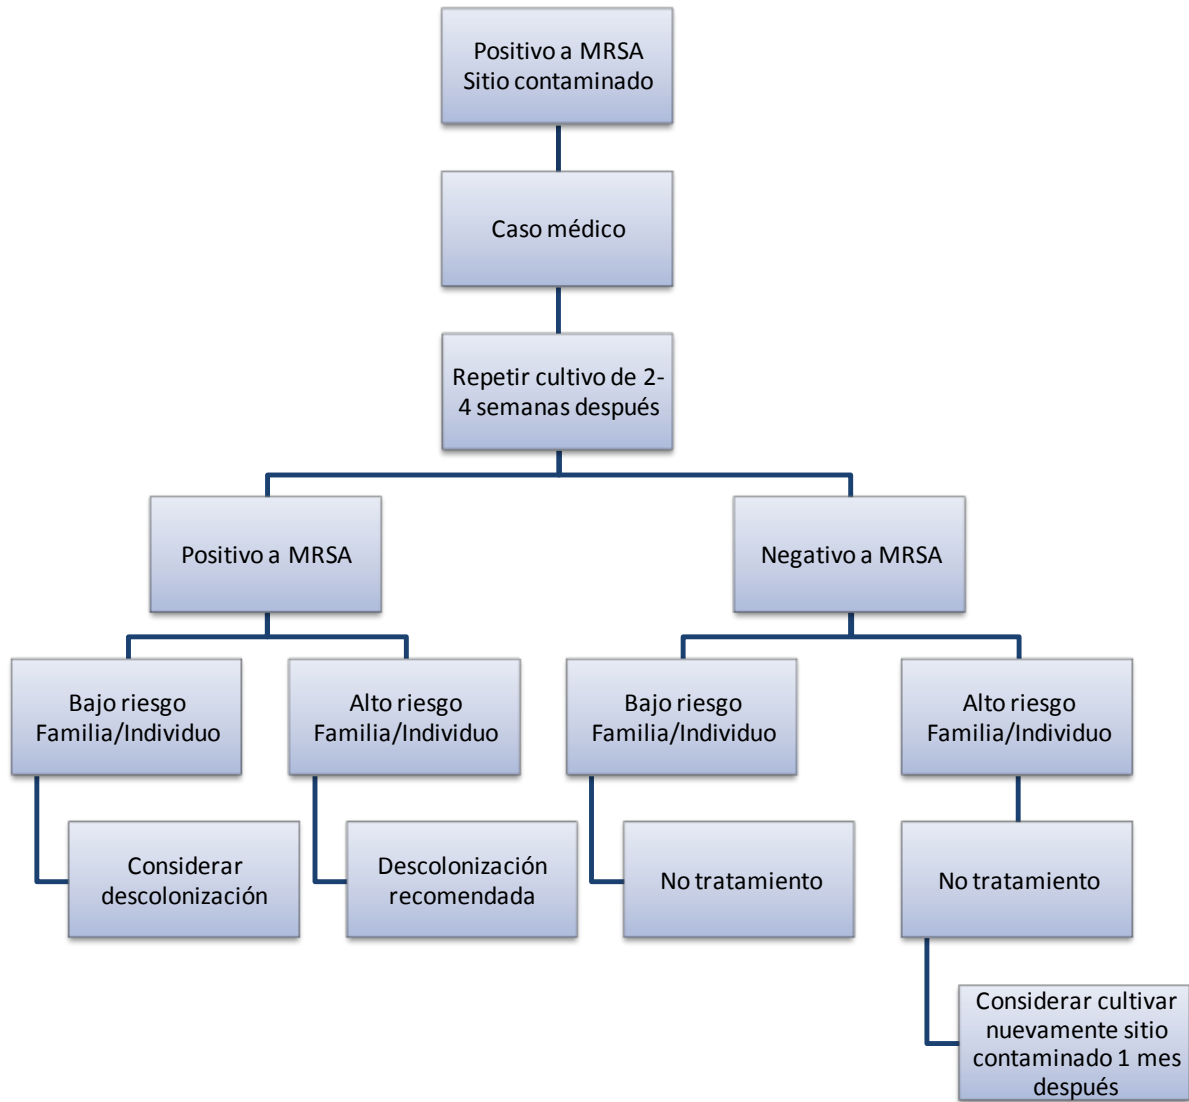 Positivo a MRSA
Sitio contaminado
Caso médico
Repetir cultivo de 2-
4 semanas después
Positivo a MRSA
Negativo a MRSA
Bajo riesgo
Familia/Individuo
Alto riesgo
Familia/Individuo
Bajo riesgo
Familia/Individuo
Alto riesgo
Familia/Individuo
Considerar
descolonización
Descolonización
recomendada
No tratamiento
No tratamiento
Considerar cultivar
nuevamente sitio
contaminado 1 mes
después